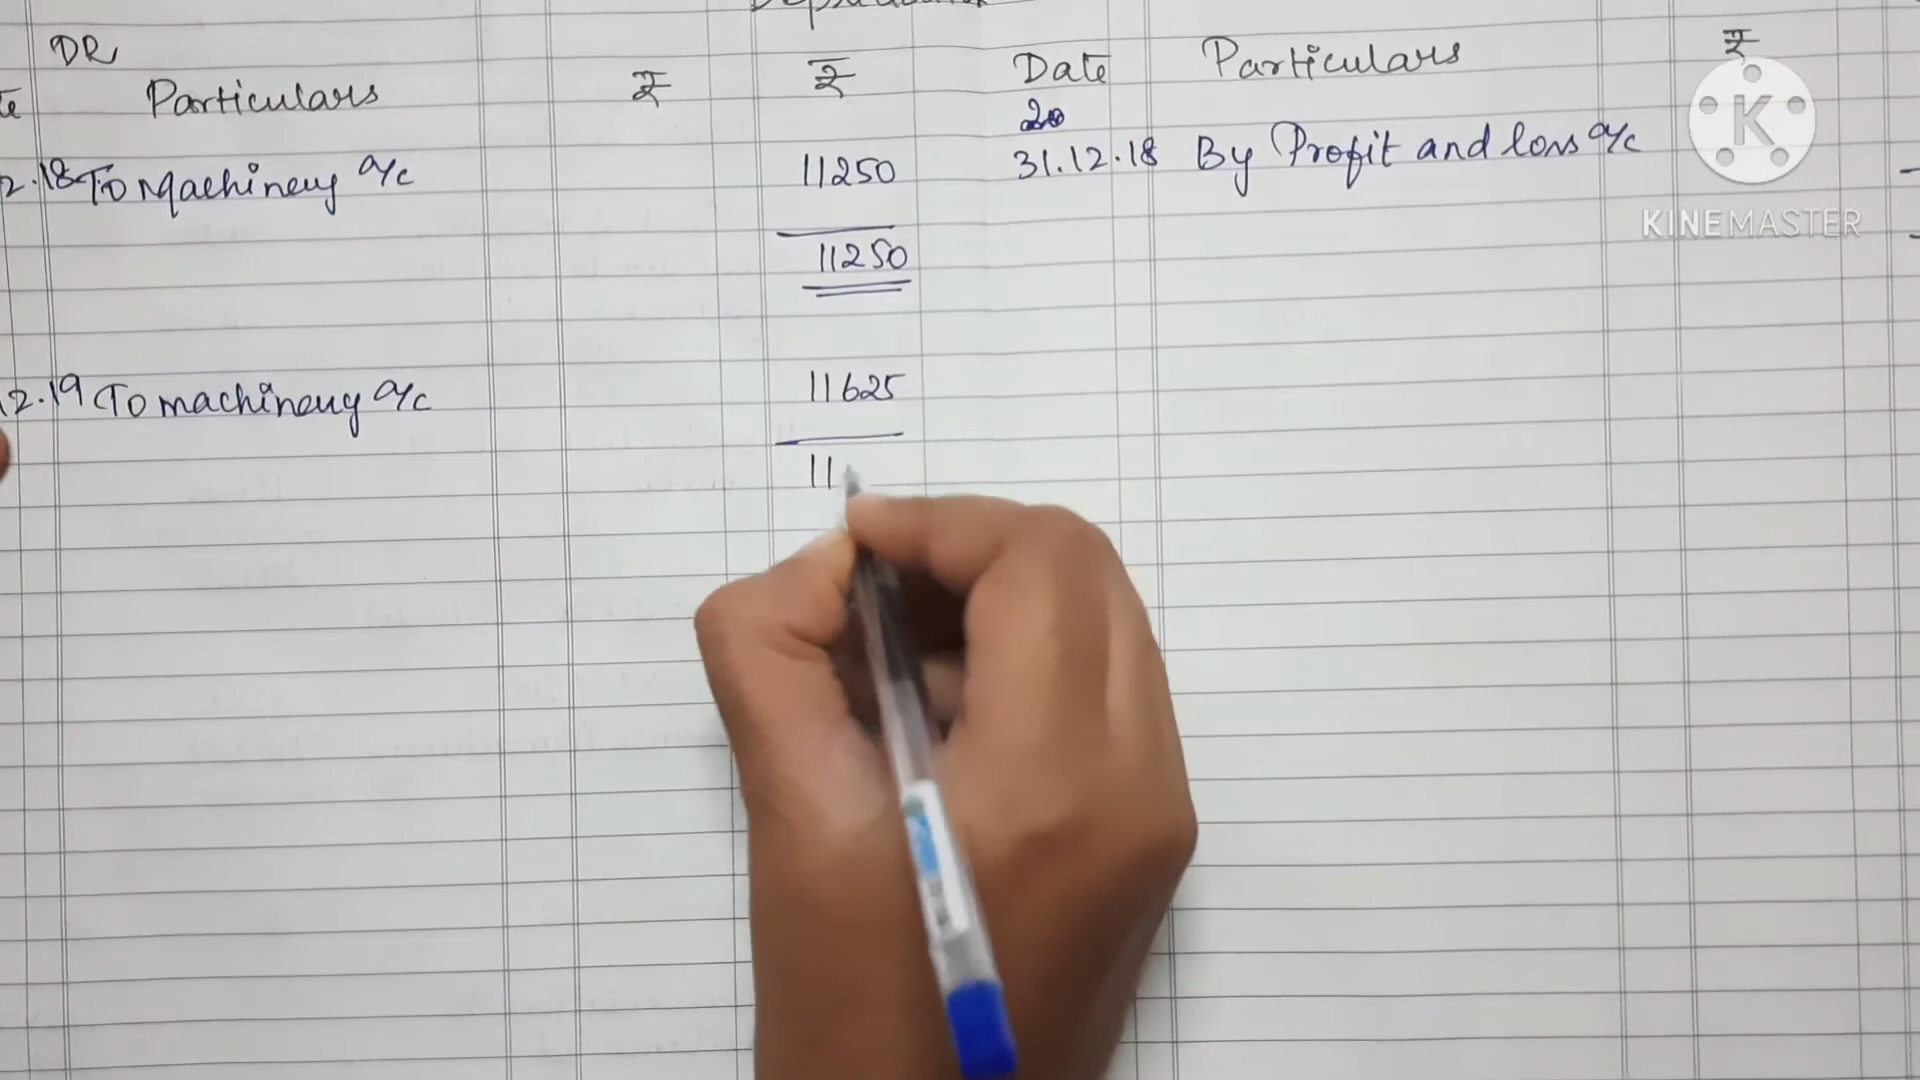 DR
Particulars ₹ ₹ Date Particulars ₹
20
2.18 To Machinery a/c 11250 31.12.18 By Profit and loss a/c
11250
12.19 To machinery a/c 11625
11
K
KINEMASTER